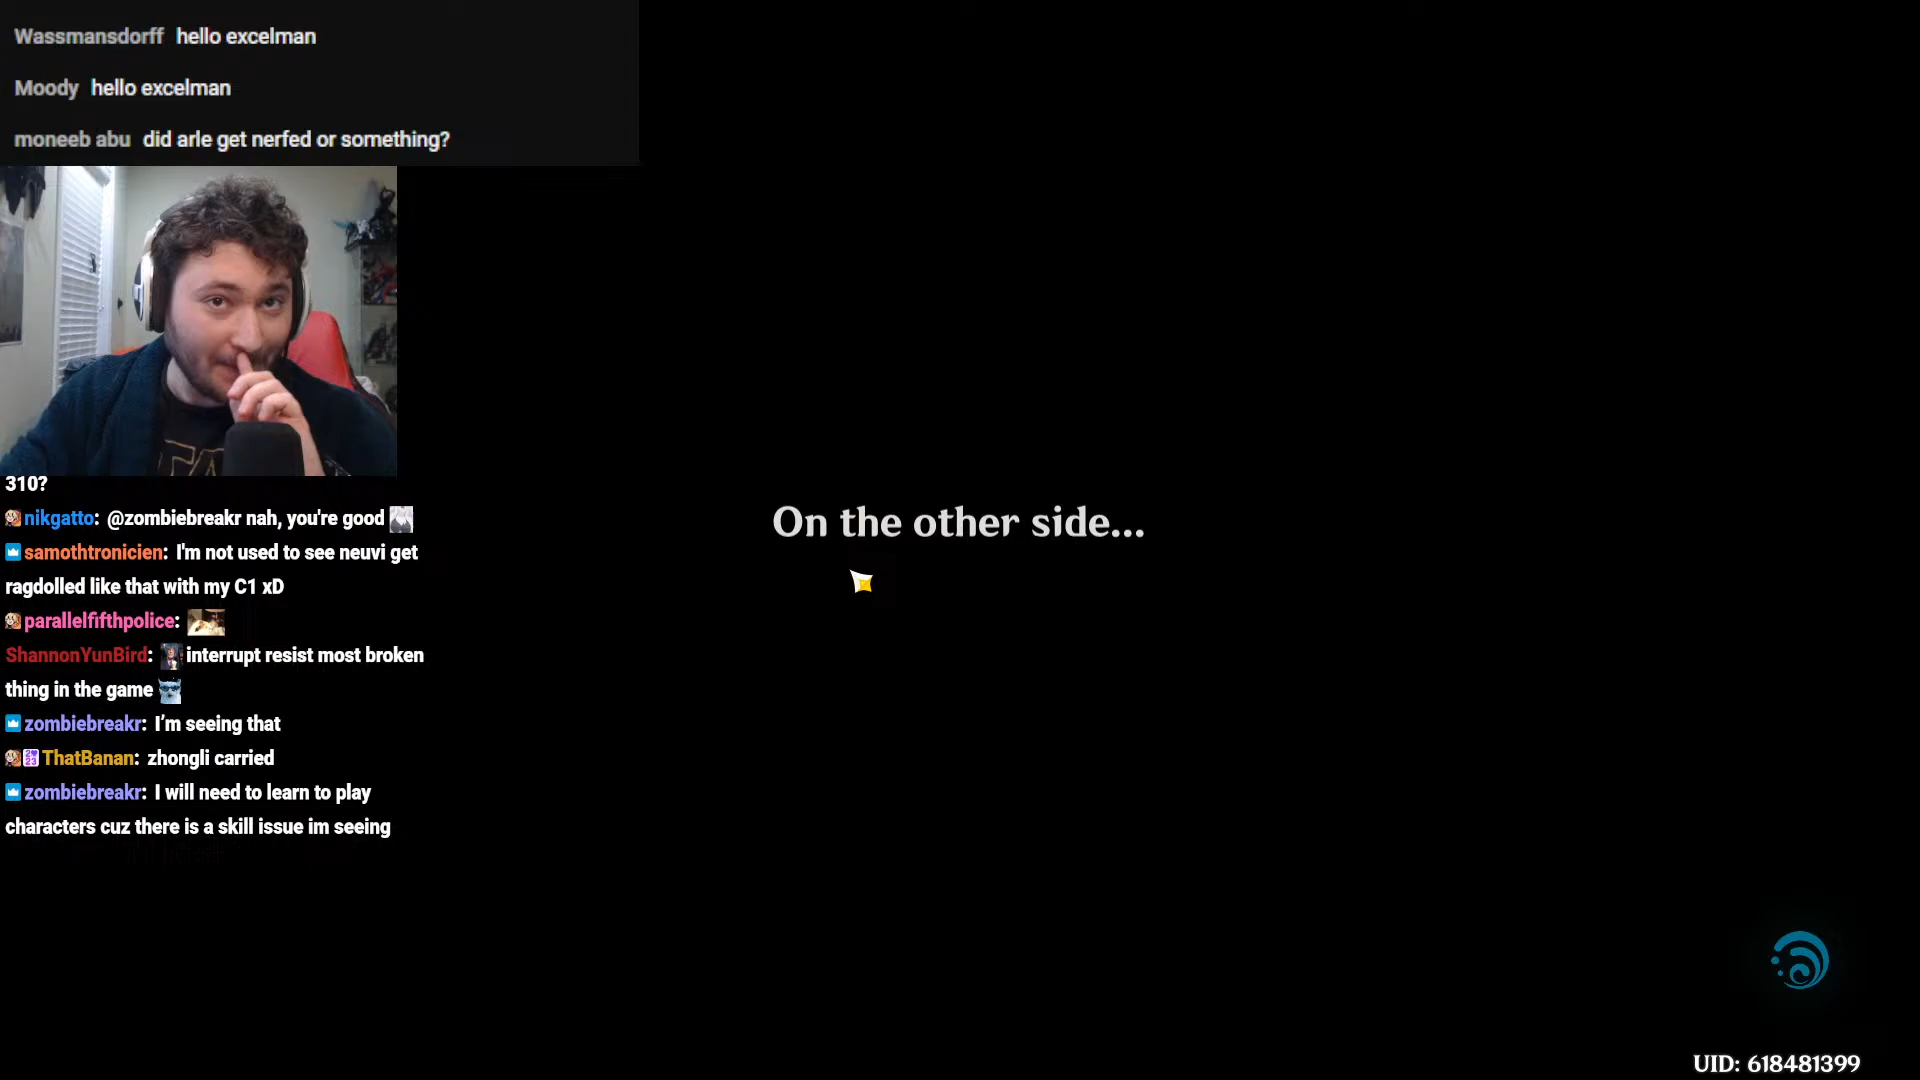 Wassmansdorff hello excelman
Moody hello excelman
moneeb abu did arle get nerfed or something?
310?
nikgatto: @zombiebreakr nah, you're good
samothtronicien: I'm not used to see neuvi get
ragdolled like that with my C1 xD
parallelfifthpolice:
ShannonYunBird: interrupt resist most broken
thing in the game
zombiebreakr: I’m seeing that
ThatBanan: zhongli carried
zombiebreakr: I will need to learn to play
characters cuz there is a skill issue im seeing
On the other side...
UID: 618481399